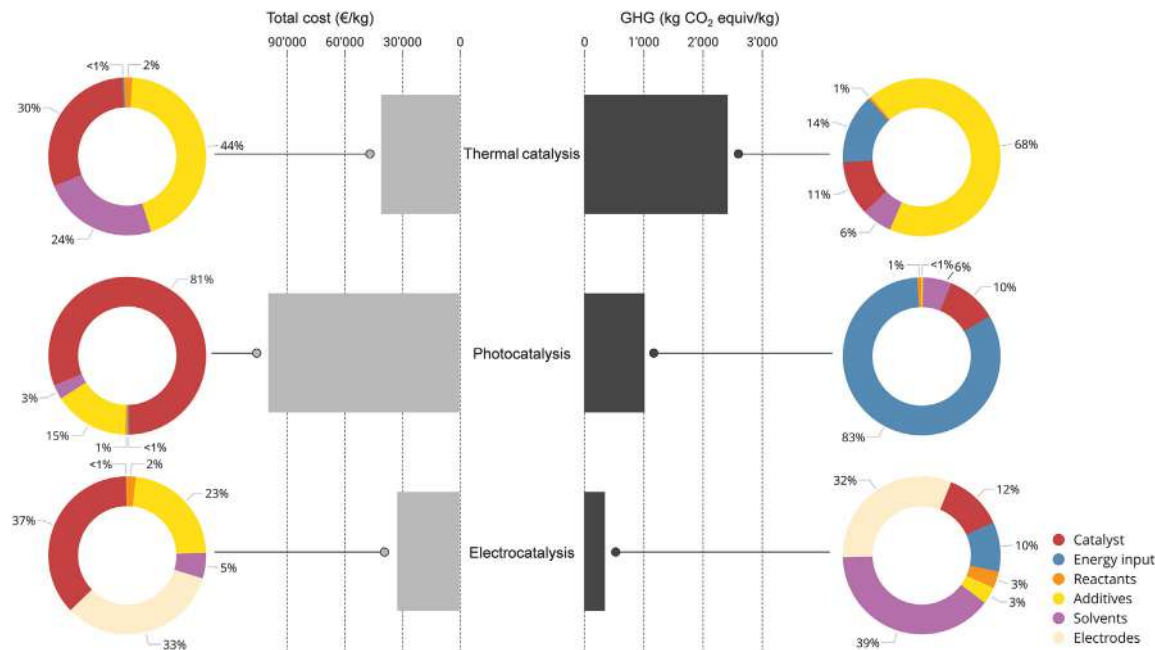 Total cost (€/kg)
GHG (kg CO₂ equiv/kg)
90'000 60'000 30'000 0
0 1'000 2'000 3'000
<1% 2%
30%
44%
24%
Thermal catalysis
1%
14%
68%
11%
6%
81%
3%
15%
1% <1%
Photocatalysis
1% <1% 6%
10%
83%
<1% 2%
37%
23%
5%
33%
Electrocatalysis
32%
12%
10%
3%
3%
39%
Catalyst
Energy input
Reactants
Additives
Solvents
Electrodes